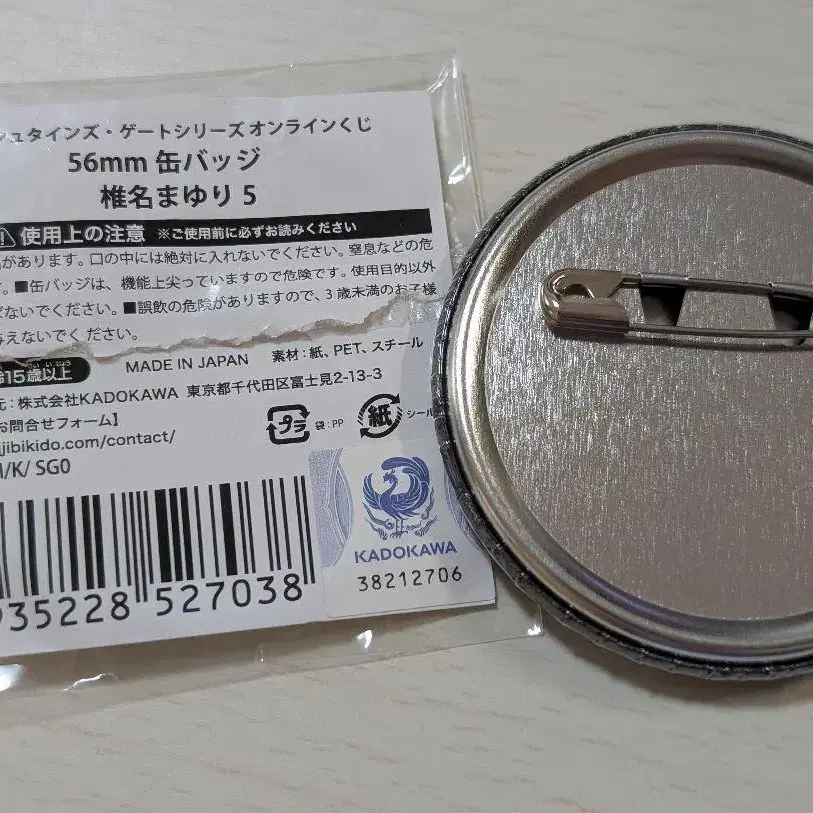 シュタインズ・ゲートシリーズ オンラインくじ
56mm 缶バッジ
椎名まゆり 5
使用上の注意 ※ご使用前に必ずお読みください
があります。口の中には絶対に入れないでください。窒息などの危
。■缶バッジは、機能上尖っていますので危険です。使用目的以外
ないでください。■誤飲の危険がありますので、3歳未満のお子様
えないでください。
齢15歳以上 MADE IN JAPAN 素材：紙、PET、スチール
元：株式会社KADOKAWA 東京都千代田区富士見2-13-3
お問合せフォーム】
プラ 袋：PP 紙 シール
jibikido.com/contact/
/K/ SG0
KADOKAWA
38212706
935228 527038